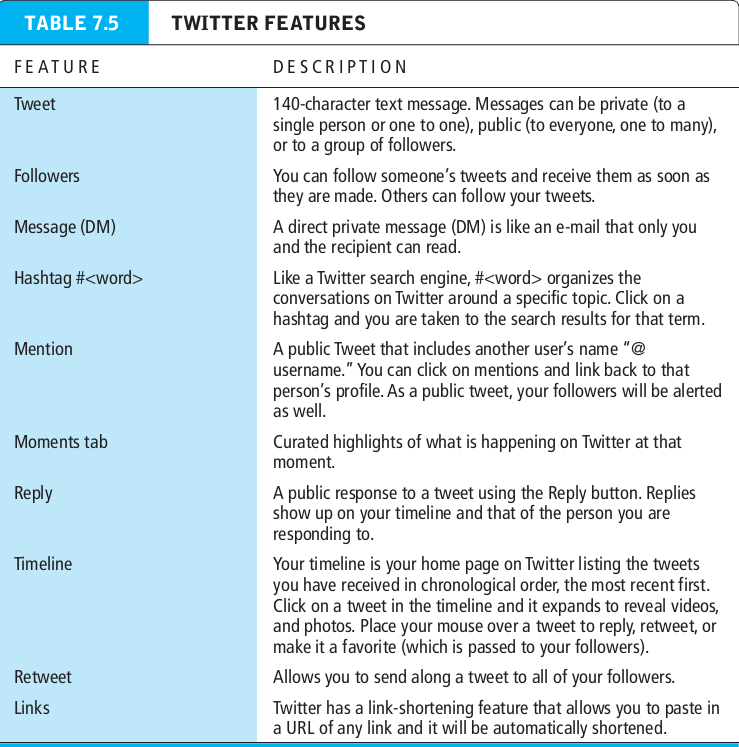 TABLE 7.5 TWITTER FEATURES
FEATURE DESCRIPTION
Tweet 140-character text message. Messages can be private (to a
single person or one to one), public (to everyone, one to many),
or to a group of followers.
Followers You can follow someone’s tweets and receive them as soon as
they are made. Others can follow your tweets.
Message (DM) A direct private message (DM) is like an e-mail that only you
and the recipient can read.
Hashtag #<word> Like a Twitter search engine, #<word> organizes the
conversations on Twitter around a specific topic. Click on a
hashtag and you are taken to the search results for that term.
Mention A public Tweet that includes another user’s name “@
username.” You can click on mentions and link back to that
person’s profile. As a public tweet, your followers will be alerted
as well.
Moments tab Curated highlights of what is happening on Twitter at that
moment.
Reply A public response to a tweet using the Reply button. Replies
show up on your timeline and that of the person you are
responding to.
Timeline Your timeline is your home page on Twitter listing the tweets
you have received in chronological order, the most recent first.
Click on a tweet in the timeline and it expands to reveal videos,
and photos. Place your mouse over a tweet to reply, retweet, or
make it a favorite (which is passed to your followers).
Retweet Allows you to send along a tweet to all of your followers.
Links Twitter has a link-shortening feature that allows you to paste in
a URL of any link and it will be automatically shortened.